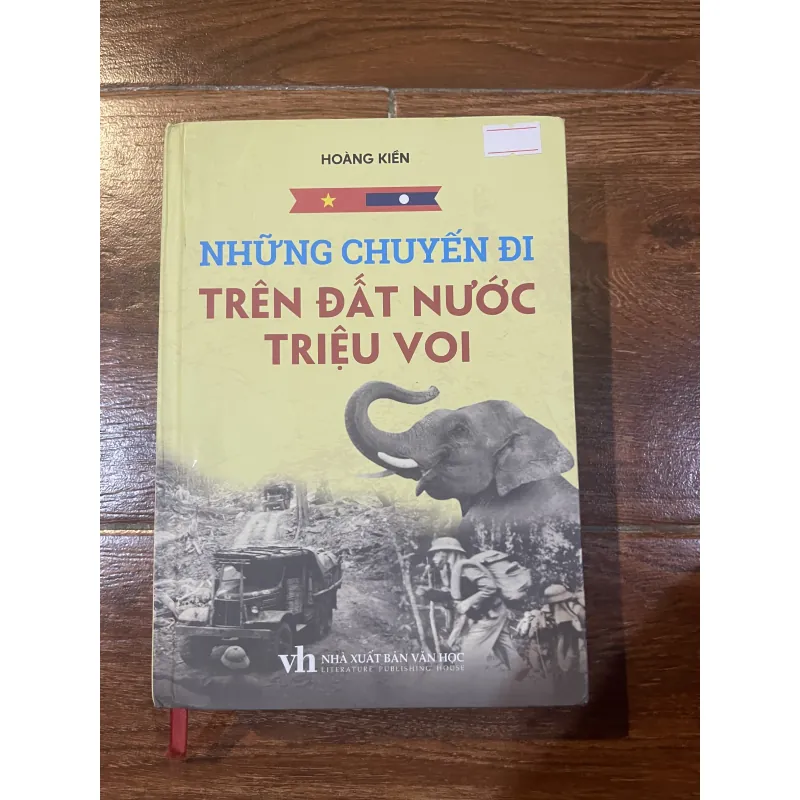 HOÀNG KIỀN
NHỮNG CHUYẾN ĐI
TRÊN ĐẤT NƯỚC
TRIỆU VOI
vh NHÀ XUẤT BẢN VĂN HỌC
LITERATURE PUBLISHING HOUSE